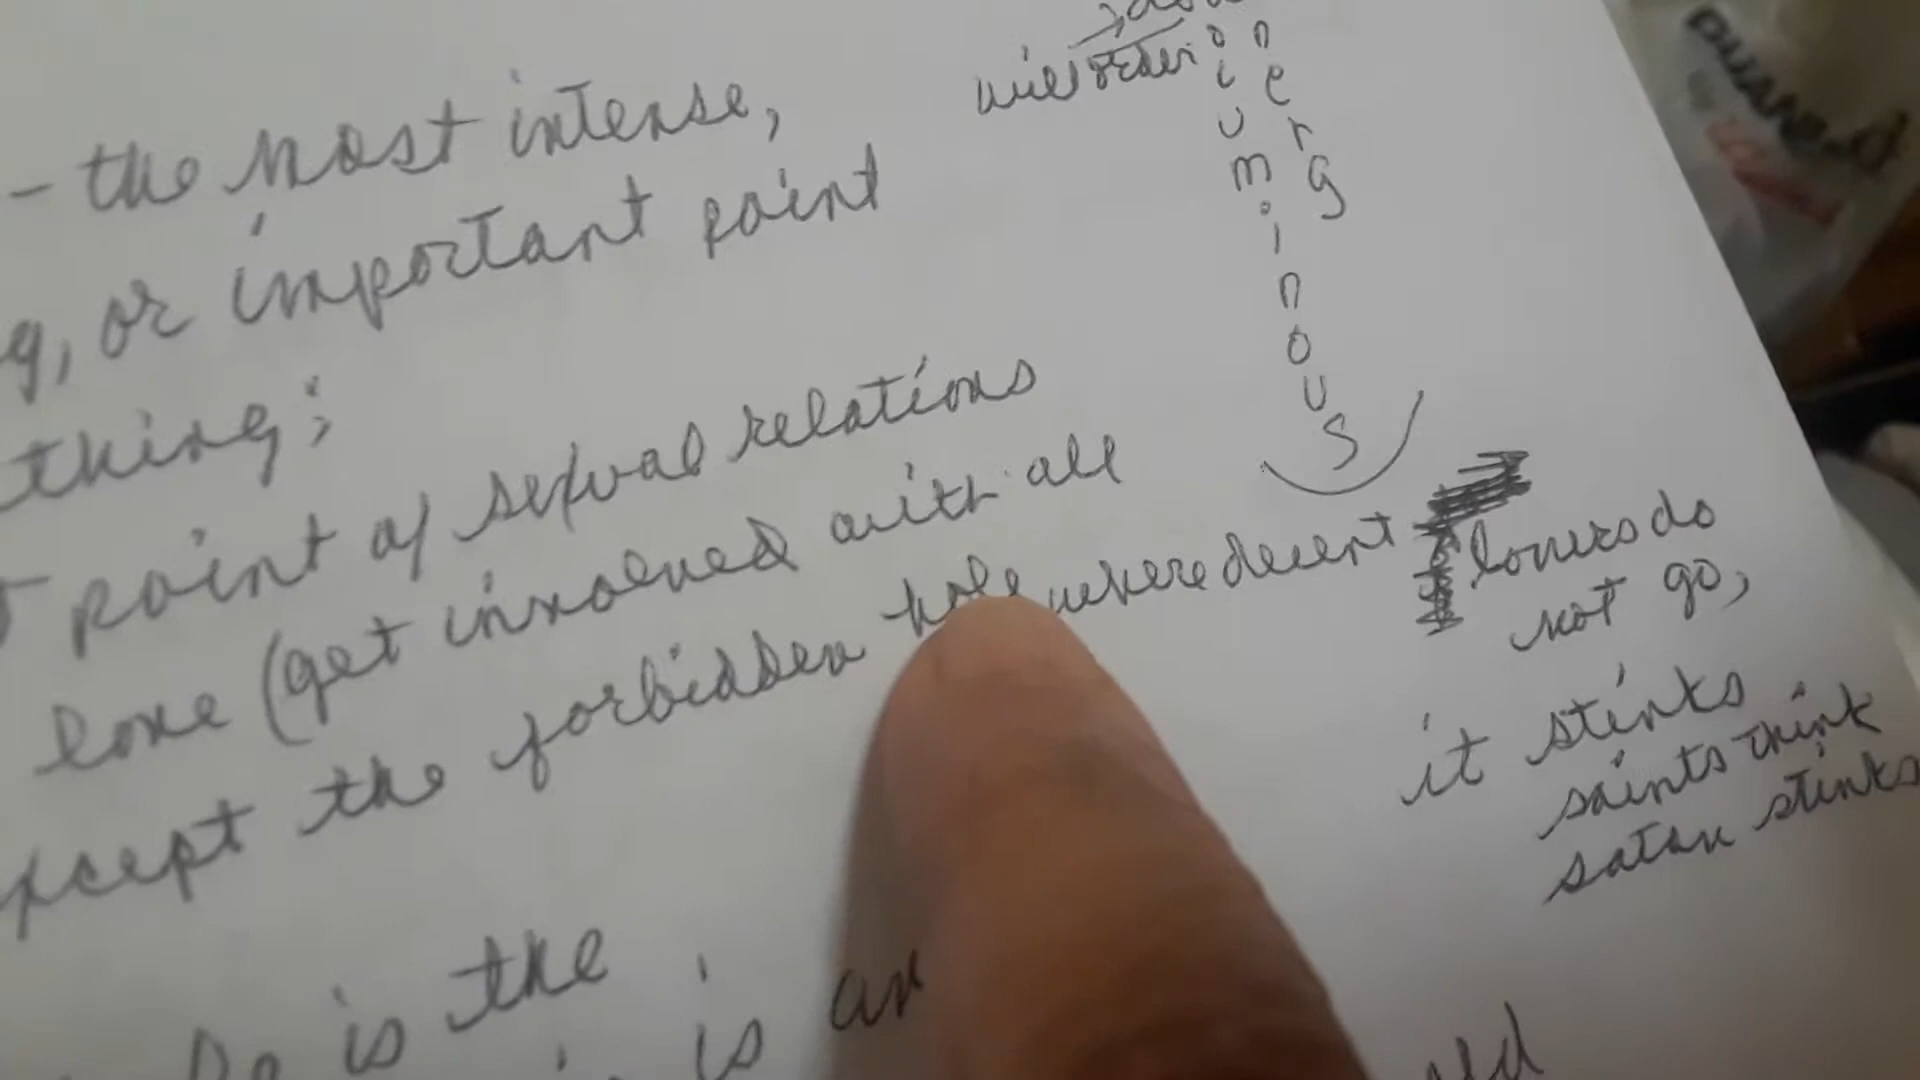 - the most intense,
g, or important point
thing;
point of sexual relations
love (get involved with all
xcept the forbidden hole where decent lovers do
not go,
it stinks
saints think
satan stinks
is the
is an
will
o i u m i n o u s
n e r g